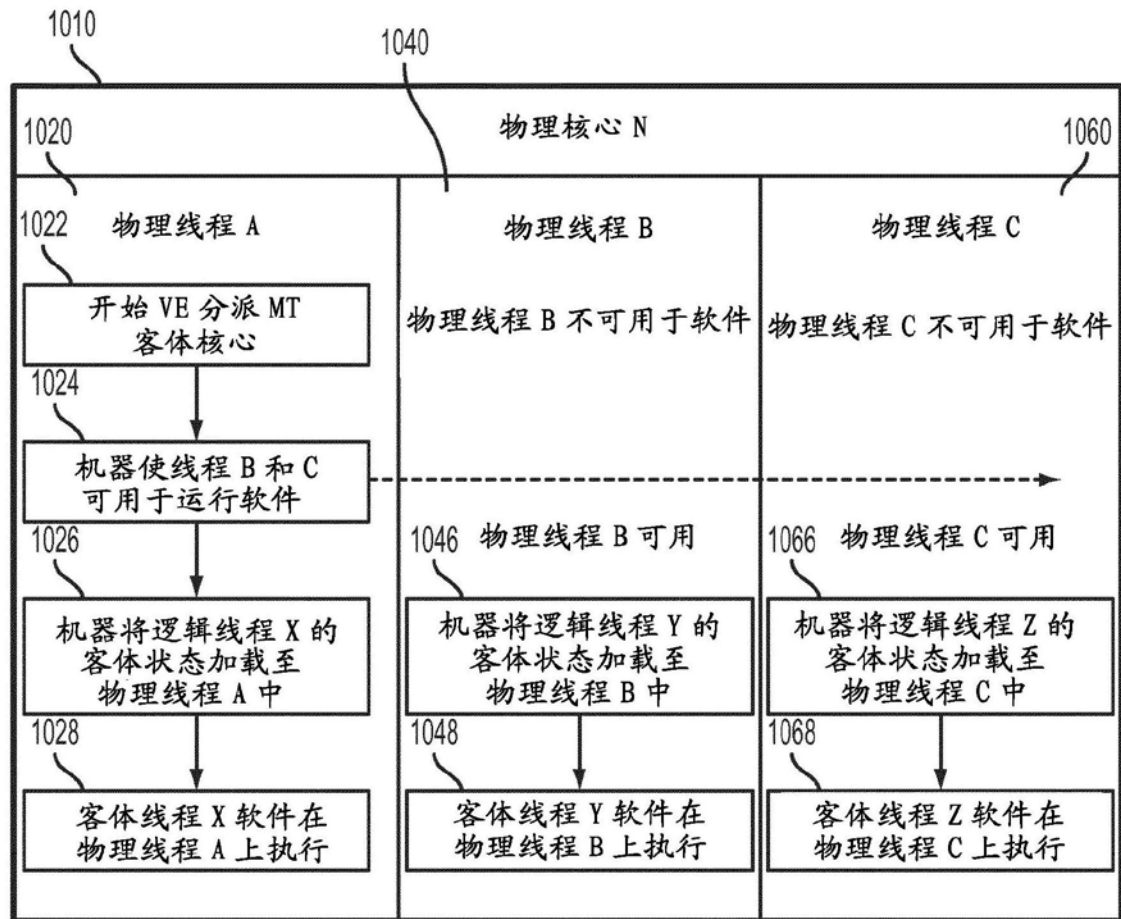 1010
1040
物理核心 N
1020
1060
物理线程 A
物理线程 B
物理线程 C
1022
开始 VE 分派 MT
客体核心
物理线程 B 不可用于软件
物理线程 C 不可用于软件
1024
机器使线程 B 和 C
可用于运行软件
1026
1046
物理线程 B 可用
1066
物理线程 C 可用
机器将逻辑线程 X 的
客体状态加载至
物理线程 A 中
机器将逻辑线程 Y 的
客体状态加载至
物理线程 B 中
机器将逻辑线程 Z 的
客体状态加载至
物理线程 C 中
1028
1048
1068
客体线程 X 软件在
物理线程 A 上执行
客体线程 Y 软件在
物理线程 B 上执行
客体线程 Z 软件在
物理线程 C 上执行